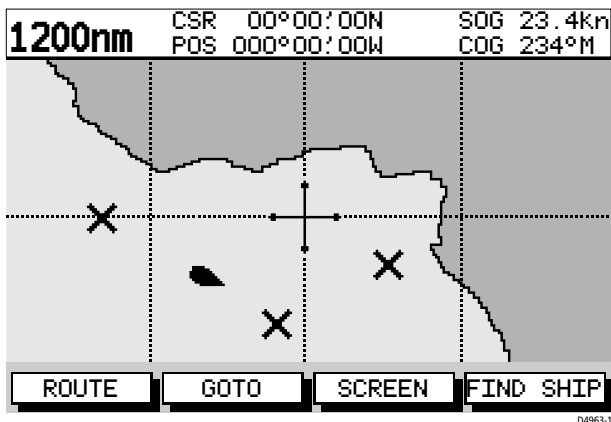 1200nm
CSR 00°00.'00N
POS 000°00.'00W
SOG 23.4Kn
COG 234°M
ROUTE GOTO SCREEN FIND SHIP
D4963-1